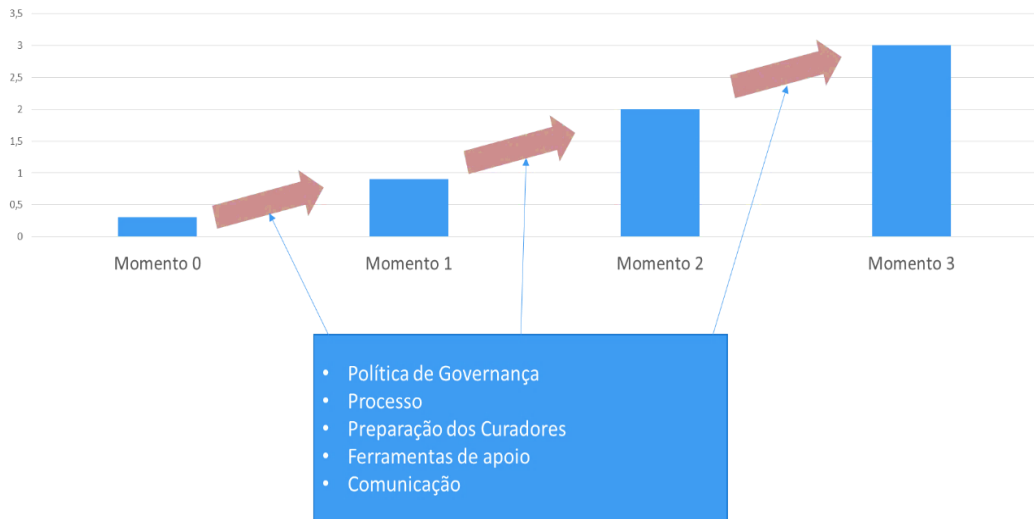 3,5
3
2,5
2
1,5
1
0,5
0
Momento 0
Momento 1
Momento 2
Momento 3
• Política de Governança
• Processo
• Preparação dos Curadores
• Ferramentas de apoio
• Comunicação